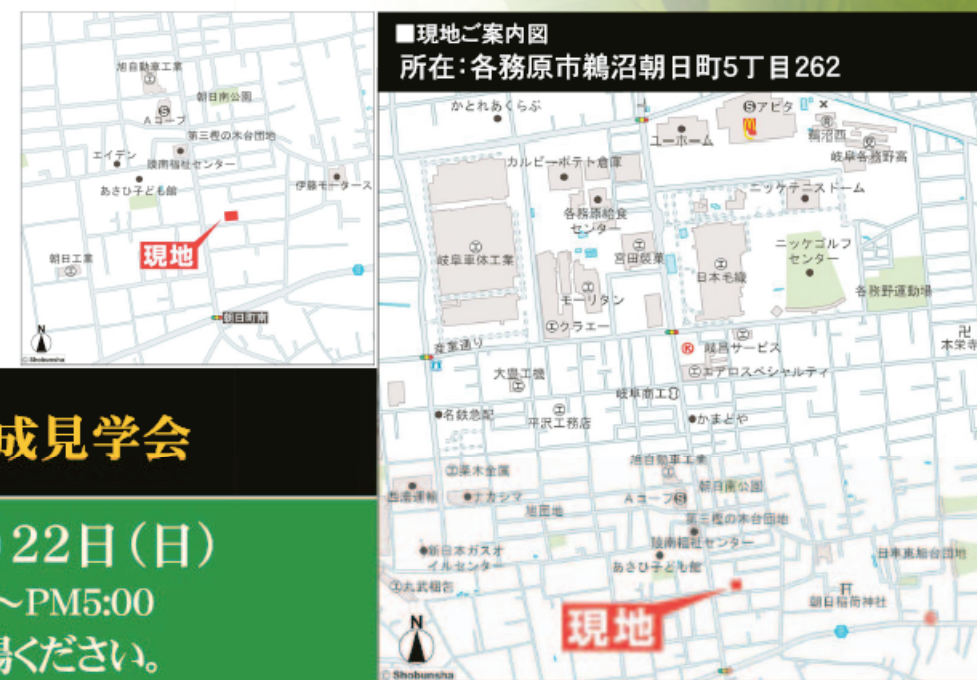 旭自動車工業
朝日南公園
Aコープ
第三樫の木台団地
エイデン
陵南福祉センター
あさひ子ども館
伊藤モータース
現地
朝日工業
朝日町南
N
© Shobunsha
成見学会
22日(日)
～PM5:00
場ください。
■現地ご案内図
所在:各務原市鵜沼朝日町5丁目262
かとれあくらぶ
アピタ
ユーホーム
鵜沼西
岐阜各務野高
カルビーポテト倉庫
ニッケテニスドーム
各務原給食
センター
岐阜車体工業
宮田製菓
日本毛織
ニッケゴルフ
センター
各務野運動場
モーリタン
クラエー
産業通り
岐昌サービス
本栄寺
エアロスペシャルティ
大豊工機
岐阜商工
名鉄急配
平沢工務店
かまどや
旭自動車工業
栗木金属
朝日南公園
西濃運輸
ナカシマ
Aコープ
旭団地
第三樫の木台団地
陵南福祉センター
新日本ガスオ
イルセンター
あさひ子ども館
丸武梱包
朝日稲荷神社
現地
N
© Shobunsha